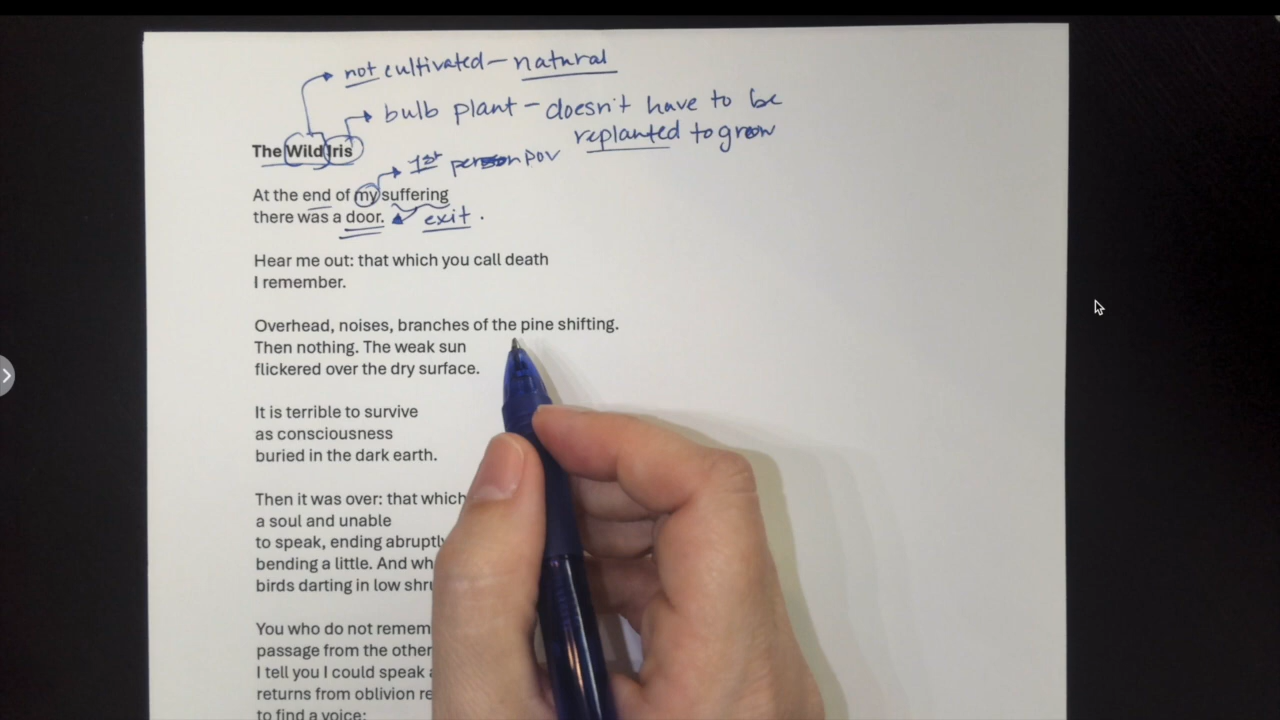 not cultivated – natural
bulb plant – doesn't have to be
replanted to grow
The Wild Iris
1st person pov
At the end of my suffering
there was a door.
exit.
Hear me out: that which you call death
I remember.
Overhead, noises, branches of the pine shifting.
Then nothing. The weak sun
flickered over the dry surface.
It is terrible to survive
as consciousness
buried in the dark earth.
Then it was over: that which
a soul and unable
to speak, ending abruptly
bending a little. And
birds darting in low
You who do not
passage from the other
I tell you I could speak
returns from oblivion
to find a voice: